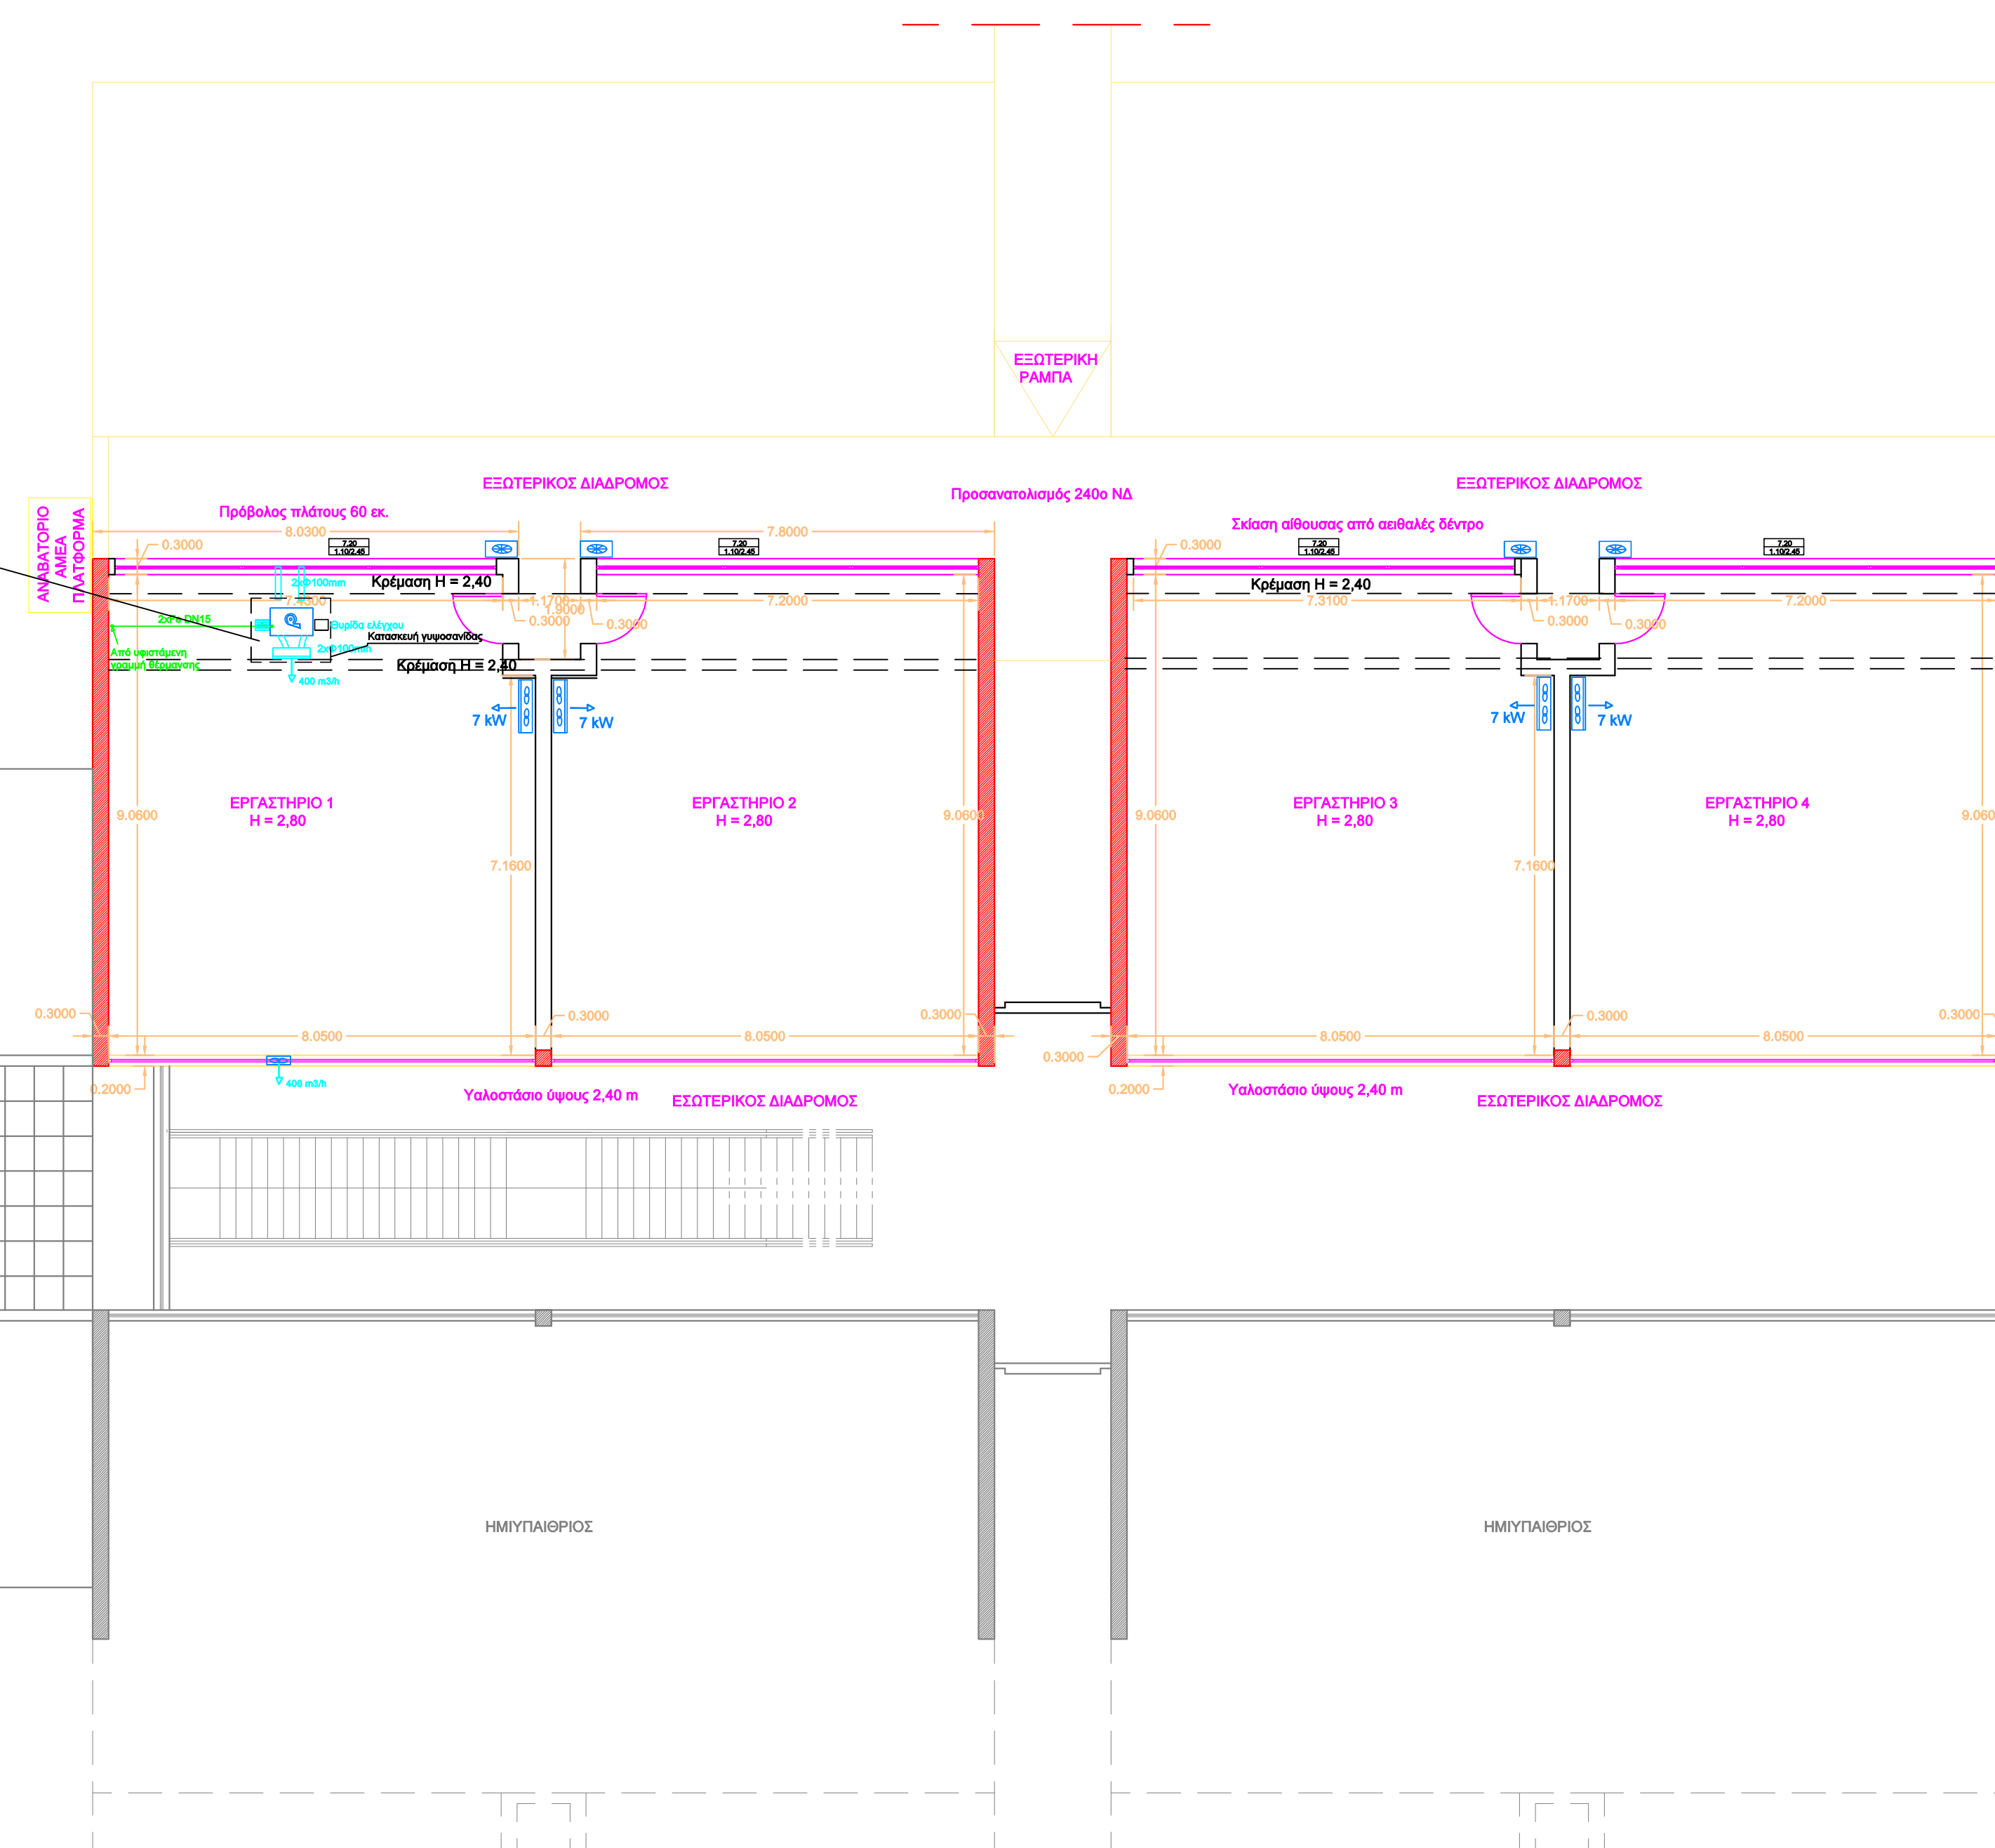 ΕΞΩΤΕΡΙΚΗ
ΡΑΜΠΑ
ΕΞΩΤΕΡΙΚΟΣ ΔΙΑΔΡΟΜΟΣ
Προσανατολισμός 240ο ΝΔ
ΕΞΩΤΕΡΙΚΟΣ ΔΙΑΔΡΟΜΟΣ
ΑΝΑΒΑΤΟΡΙΟ
ΑΜΕΑ
ΠΛΑΤΦΟΡΜΑ
Πρόβολος πλάτους 60 εκ.
Σκίαση αίθουσας από αειθαλές δέντρο
8.0300
7.8000
0.3000
7.20
1.10/2.45
7.20
1.10/2.45
0.3000
7.20
1.10/2.45
7.20
1.10/2.45
2xΦ100mm
Κρέμαση Η = 2,40
Κρέμαση Η = 2,40
7.4300
1.1700
1.9000
7.2000
7.3100
1.1700
7.2000
0.3000
0.3000
0.3000
0.3000
2xFe DN15
Θυρίδα ελέγχου
Κατασκευή γυψοσανίδας
2xΦ100mm
Από υφιστάμενη
γραμμή θέρμανσης
Κρέμαση Η = 2,40
400 m3/h
7 kW
7 kW
7 kW
7 kW
ΕΡΓΑΣΤΗΡΙΟ 1
Η = 2,80
ΕΡΓΑΣΤΗΡΙΟ 2
Η = 2,80
ΕΡΓΑΣΤΗΡΙΟ 3
Η = 2,80
ΕΡΓΑΣΤΗΡΙΟ 4
Η = 2,80
9.0600
9.0600
9.0600
9.060
7.1600
7.1600
0.3000
0.3000
0.3000
0.3000
0.3000
8.0500
8.0500
0.3000
8.0500
8.0500
0.2000
400 m3/h
0.2000
Υαλοστάσιο ύψους 2,40 m
ΕΣΩΤΕΡΙΚΟΣ ΔΙΑΔΡΟΜΟΣ
Υαλοστάσιο ύψους 2,40 m
ΕΣΩΤΕΡΙΚΟΣ ΔΙΑΔΡΟΜΟΣ
ΗΜΙΥΠΑΙΘΡΙΟΣ
ΗΜΙΥΠΑΙΘΡΙΟΣ